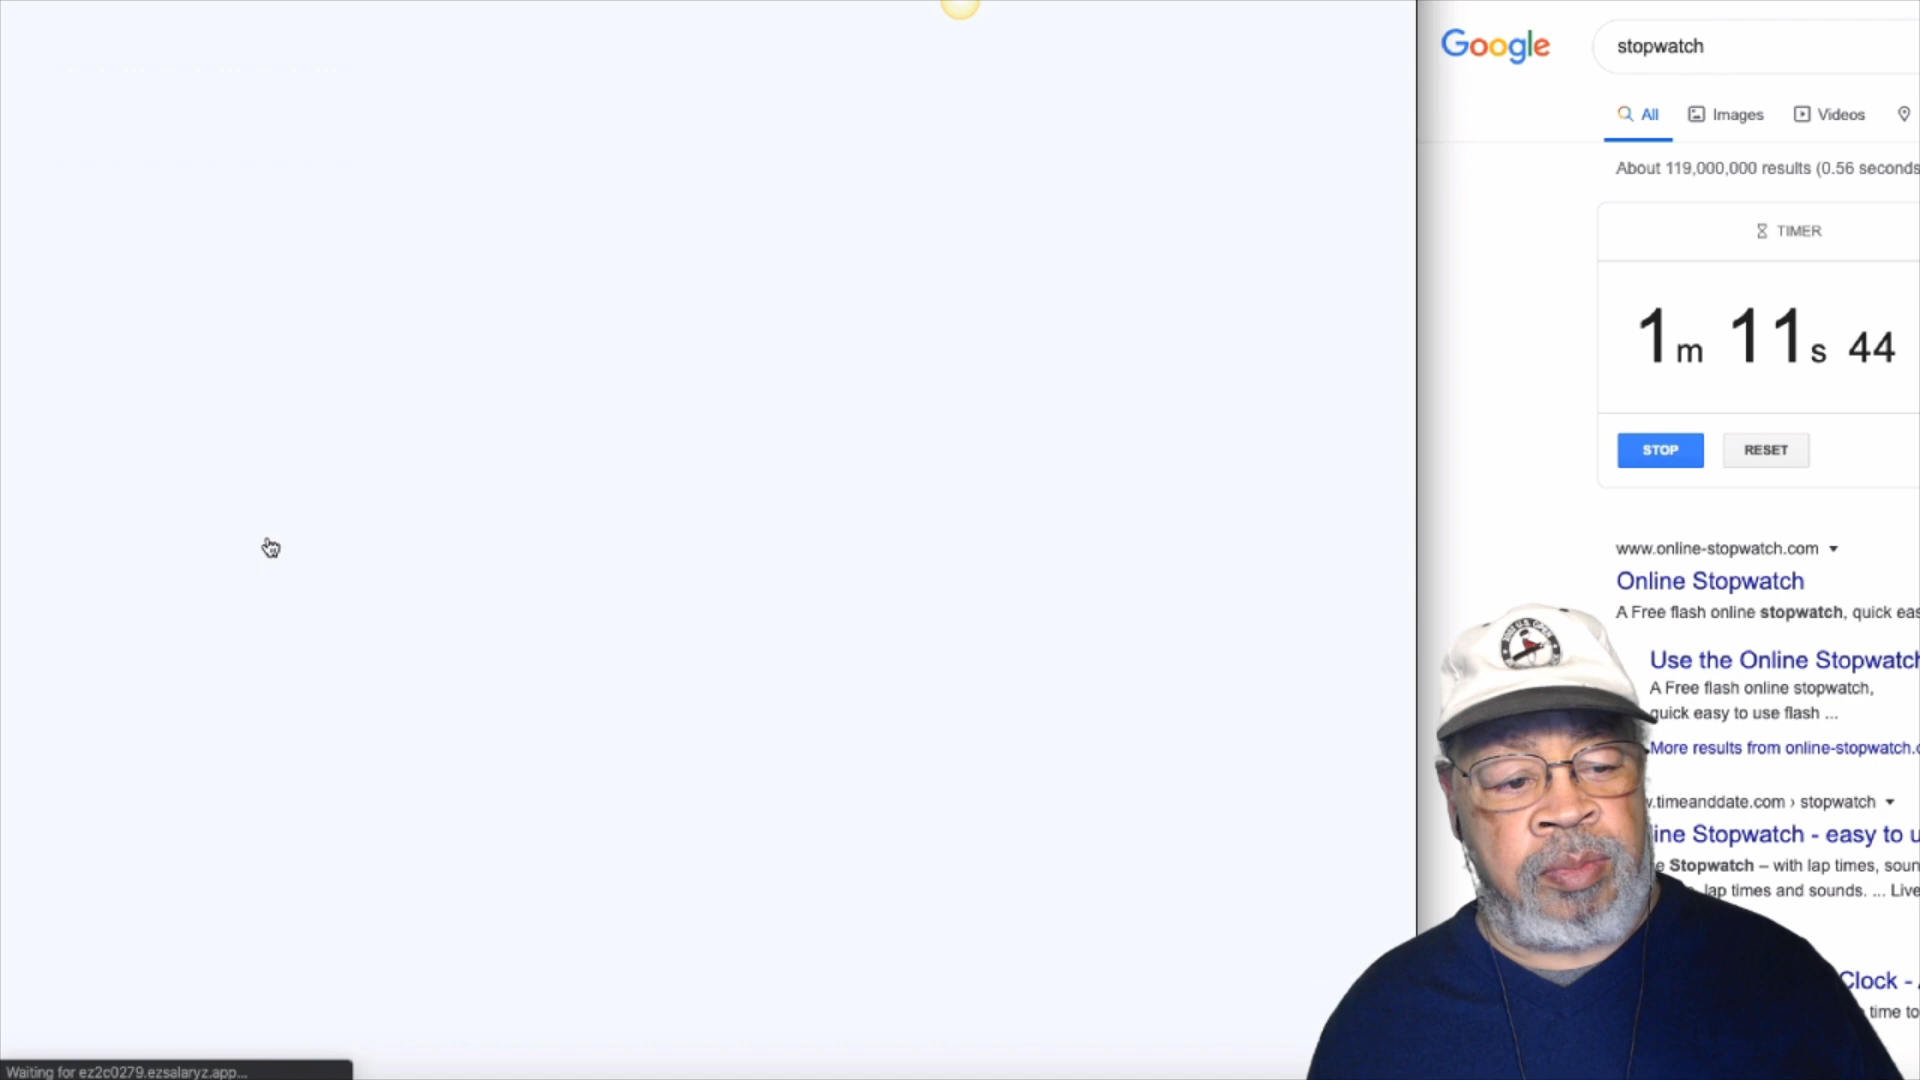 Google
stopwatch
All Images Videos
About 119,000,000 results (0.56 seconds
TIMER
1m 11s 44
STOP RESET
www.online-stopwatch.com
Online Stopwatch
A Free flash online stopwatch, quick eas
Use the Online Stopwatch
A Free flash online stopwatch,
quick easy to use flash ...
More results from online-stopwatch.c
.timeanddate.com › stopwatch
ine Stopwatch - easy to u
e Stopwatch – with lap times, soun
lap times and sounds. ... Live
Clock -
time to
Waiting for ez2c0279.ezsalaryz.app...